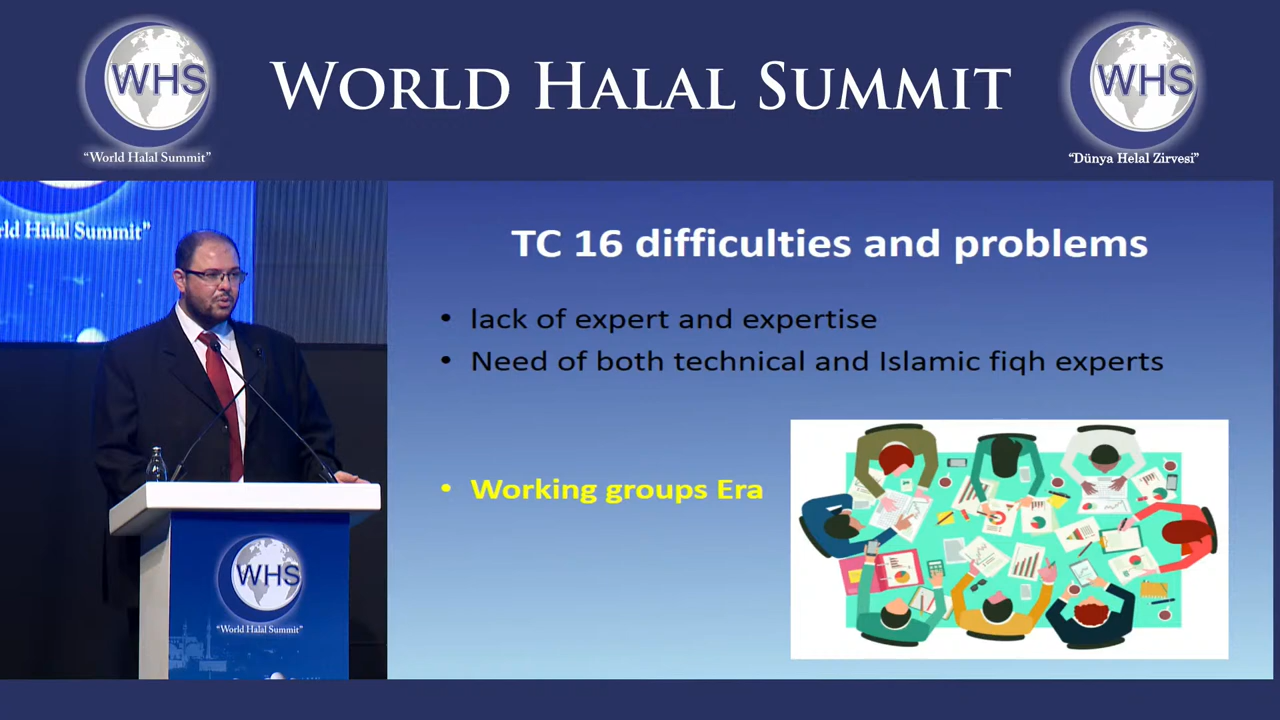 WHS
"World Halal Summit"
WORLD HALAL SUMMIT
WHS
"Dünya Helal Zirvesi"
rld Halal Summit"
TC 16 difficulties and problems
• lack of expert and expertise
• Need of both technical and Islamic fiqh experts
• Working groups Era
WHS
"World Halal Summit"